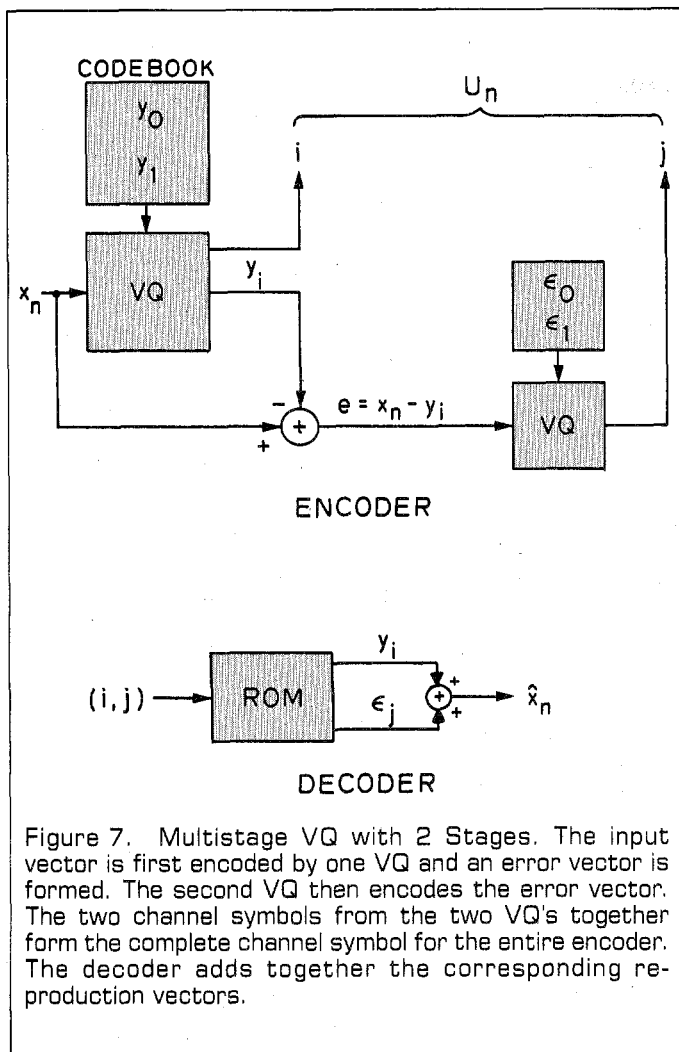 CODEBOOK
y₀
y₁
Uₙ
i
j
xₙ
VQ
yᵢ
ϵ₀
ϵ₁
−
+
+
e = xₙ − yᵢ
VQ
ENCODER
(i, j)
ROM
yᵢ
ϵⱼ
+
+
+
x̂ₙ
DECODER
Figure 7. Multistage VQ with 2 Stages. The input
vector is first encoded by one VQ and an error vector is
formed. The second VQ then encodes the error vector.
The two channel symbols from the two VQ's together
form the complete channel symbol for the entire encoder.
The decoder adds together the corresponding re-
production vectors.